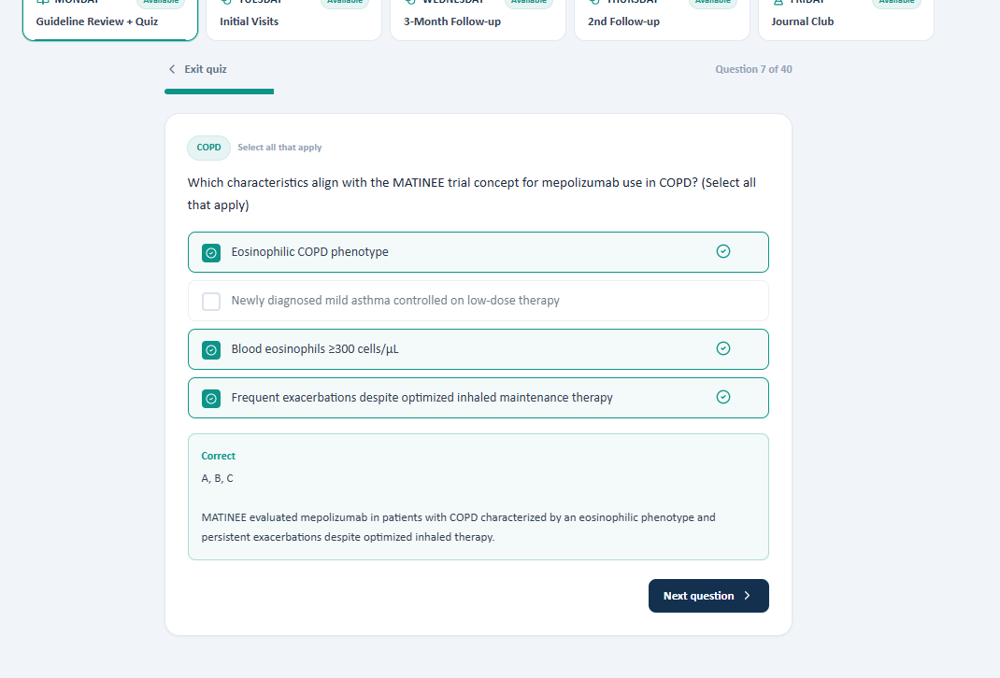 MONDAY Available TUESDAY Available WEDNESDAY Available THURSDAY Available FRIDAY Available
Guideline Review + Quiz Initial Visits 3-Month Follow-up 2nd Follow-up Journal Club
Exit quiz Question 7 of 40
COPD Select all that apply
Which characteristics align with the MATINEE trial concept for mepolizumab use in COPD? (Select all
that apply)
Eosinophilic COPD phenotype
Newly diagnosed mild asthma controlled on low-dose therapy
Blood eosinophils ≥300 cells/µL
Frequent exacerbations despite optimized inhaled maintenance therapy
Correct
A, B, C
MATINEE evaluated mepolizumab in patients with COPD characterized by an eosinophilic phenotype and
persistent exacerbations despite optimized inhaled therapy.
Next question